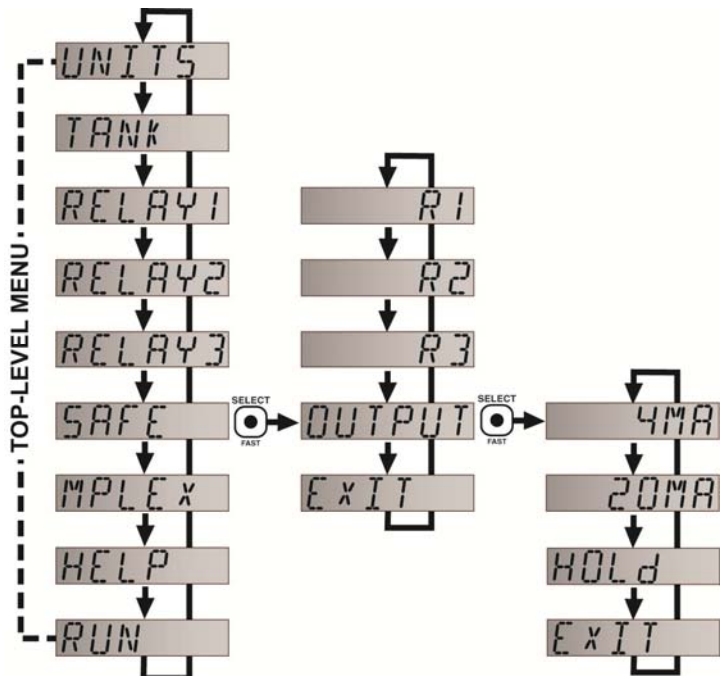 TOP-LEVEL MENU
UNITS
TANK
RELAY1
RELAY2
RELAY3
SAFE
MPLEX
HELP
RUN
SELECT
FAST
R1
R2
R3
OUTPUT
EXIT
SELECT
FAST
4MA
20MA
HOLd
EXIT